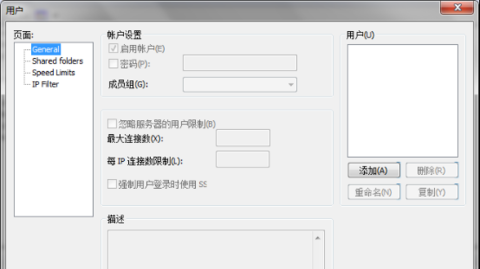 用户
页面:
General
Shared folders
Speed Limits
IP Filter
帐户设置
启用帐户(E)
密码(P):
成员组(G):
忽略服务器的用户限制(B)
最大连接数(X):
每 IP 连接数限制(L):
强制用户登录时使用 SS
描述
用户(U)
添加(A)
删除(R)
重命名(N)
复制(Y)